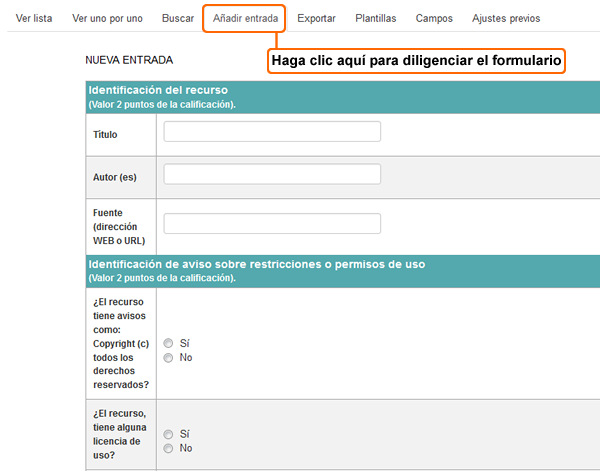 Ver lista Ver uno por uno Buscar Añadir entrada Exportar Plantillas Campos Ajustes previos
Haga clic aquí para diligenciar el formulario
NUEVA ENTRADA
Identificación del recurso
(Valor 2 puntos de la calificación).
Título
Autor (es)
Fuente
(dirección
WEB o URL)
Identificación de aviso sobre restricciones o permisos de uso
(Valor 2 puntos de la calificación).
¿El recurso
tiene avisos
como:
Copyright (c)
todos los
derechos
reservados?
Sí
No
¿El recurso,
tiene alguna
licencia de
uso?
Sí
No